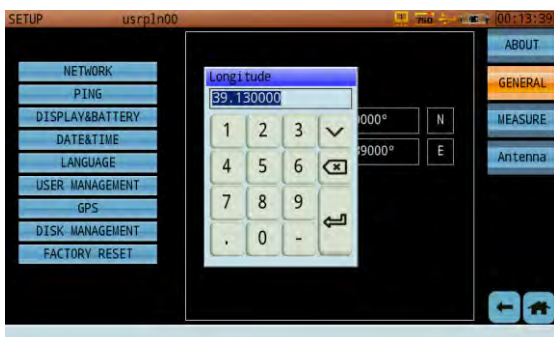 SETUP usrpln00 00:13:39
ABOUT
GENERAL
MEASURE
Antenna
NETWORK
PING
DISPLAY&BATTERY
DATE&TIME
LANGUAGE
USER MANAGEMENT
GPS
DISK MANAGEMENT
FACTORY RESET
Longitude
39.130000
1 2 3
4 5 6
7 8 9
. 0 -
000° N
9000° E